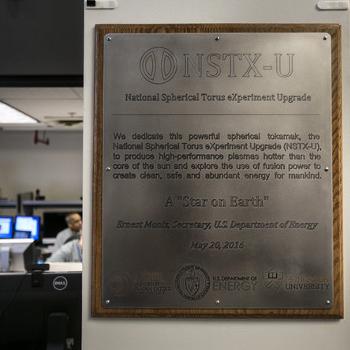 NSTX-U
National Spherical Torus eXperiment Upgrade
We dedicate this powerful spherical tokamak, the
National Spherical Torus eXperiment Upgrade (NSTX-U),
to produce high-performance plasmas hotter than the
core of the sun and explore the use of fusion power to
create clean, safe and abundant energy for mankind.
A "Star on Earth"
Ernest Moniz, Secretary, U.S. Department of Energy
May 20, 2016
U.S. DEPARTMENT OF
ENERGY
UNIVERSITY
DELL